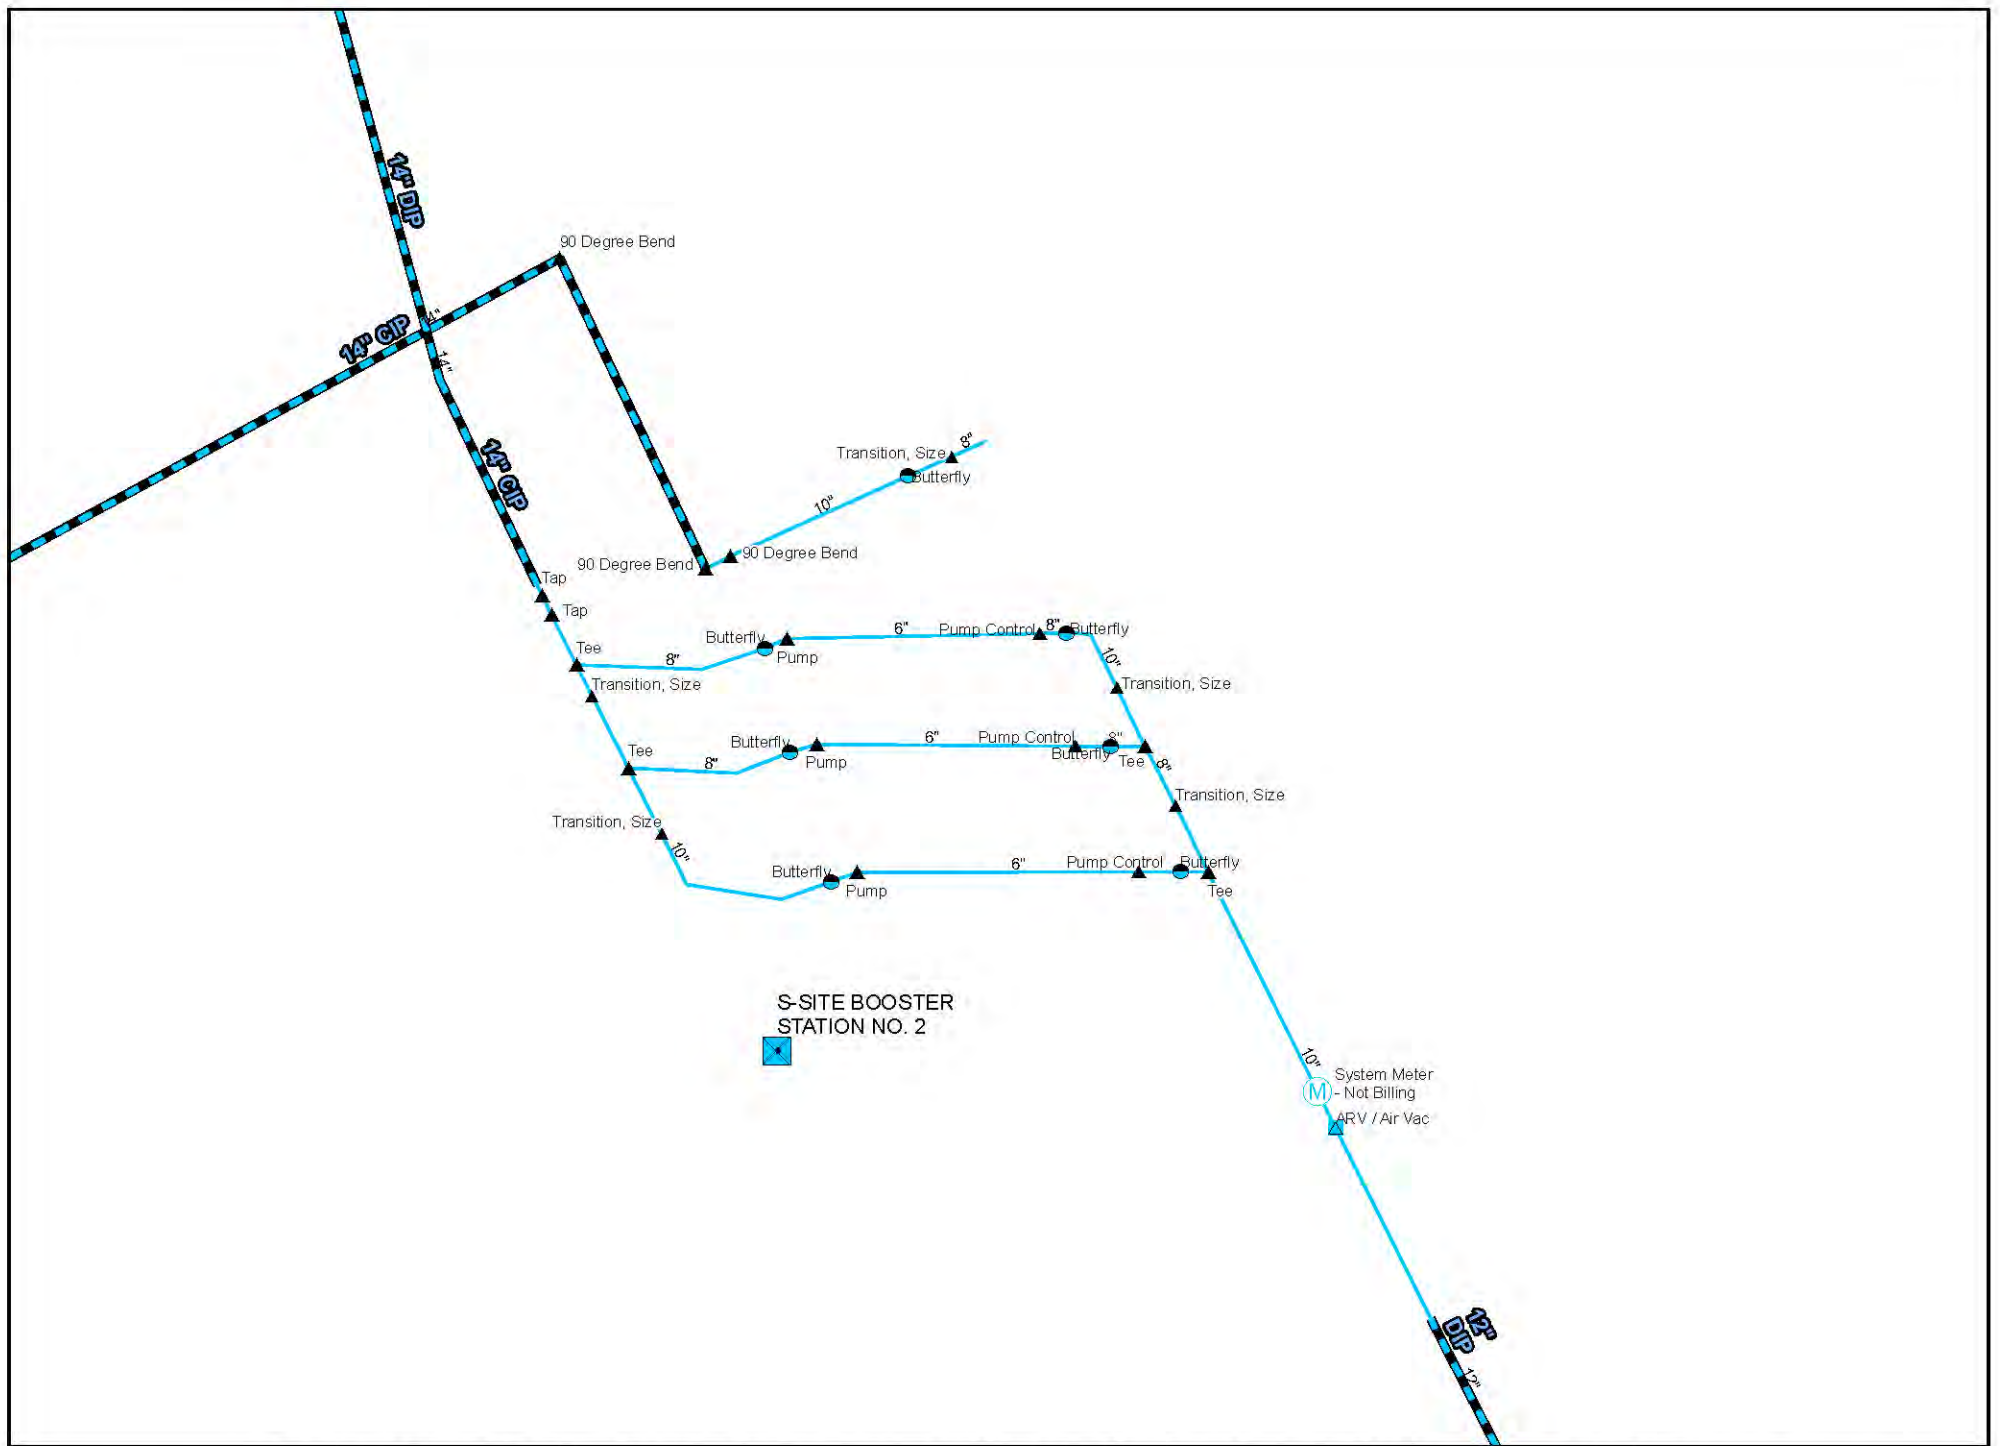 14" DIP
90 Degree Bend
14"
14" CIP
14"
14" CIP
8"
Transition, Size
Butterfly
10"
90 Degree Bend
90 Degree Bend
Tap
Tap
Tee
8"
Butterfly
Pump
6"
Pump Control
8"
Butterfly
10"
Transition, Size
Transition, Size
Tee
8"
Butterfly
Pump
6"
Pump Control
8"
Butterfly
Tee
8"
Transition, Size
Transition, Size
10"
Butterfly
Pump
6"
Pump Control
Butterfly
Tee
S-SITE BOOSTER
STATION NO. 2
10"
M
System Meter
- Not Billing
ARV / Air Vac
12"
DIP
12"